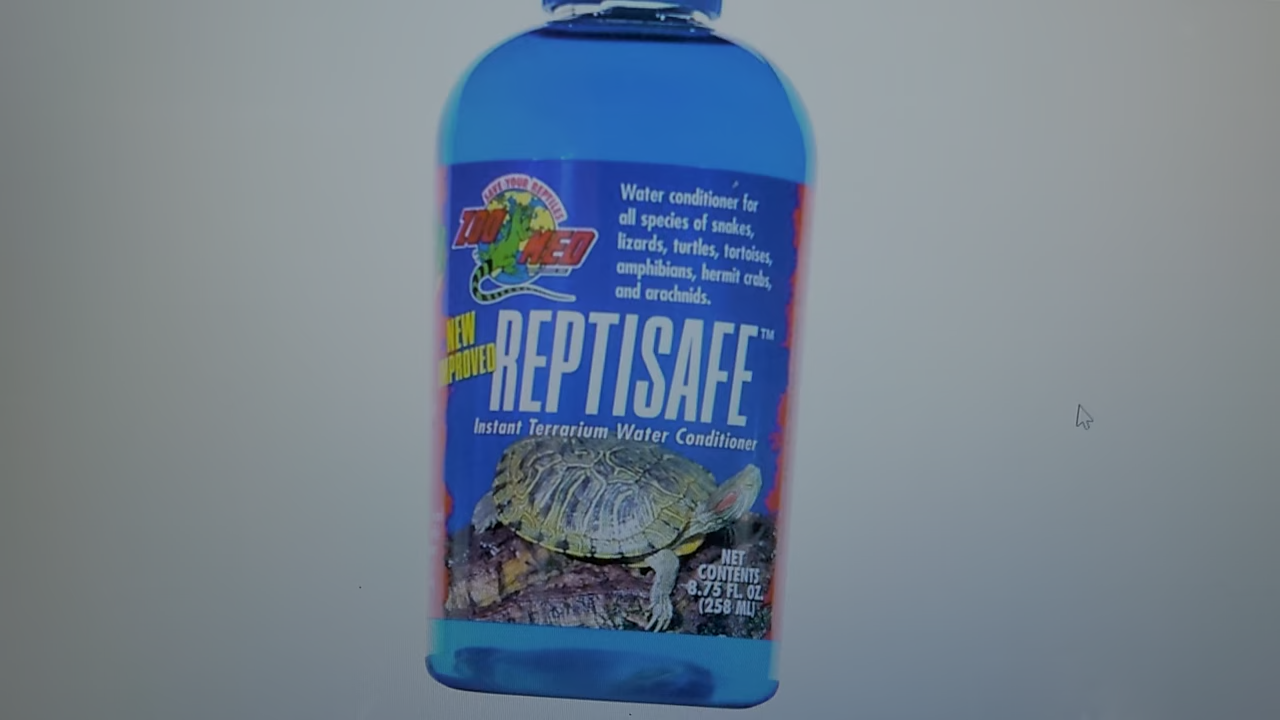 SAVE YOUR REPTILES
ZOO MED
Water conditioner for
all species of snakes,
lizards, turtles, tortoises,
amphibians, hermit crabs,
and arachnids.
NEW
IMPROVED
REPTISAFE™
Instant Terrarium Water Conditioner
NET
CONTENTS
8.75 FL. OZ.
(258 ML)